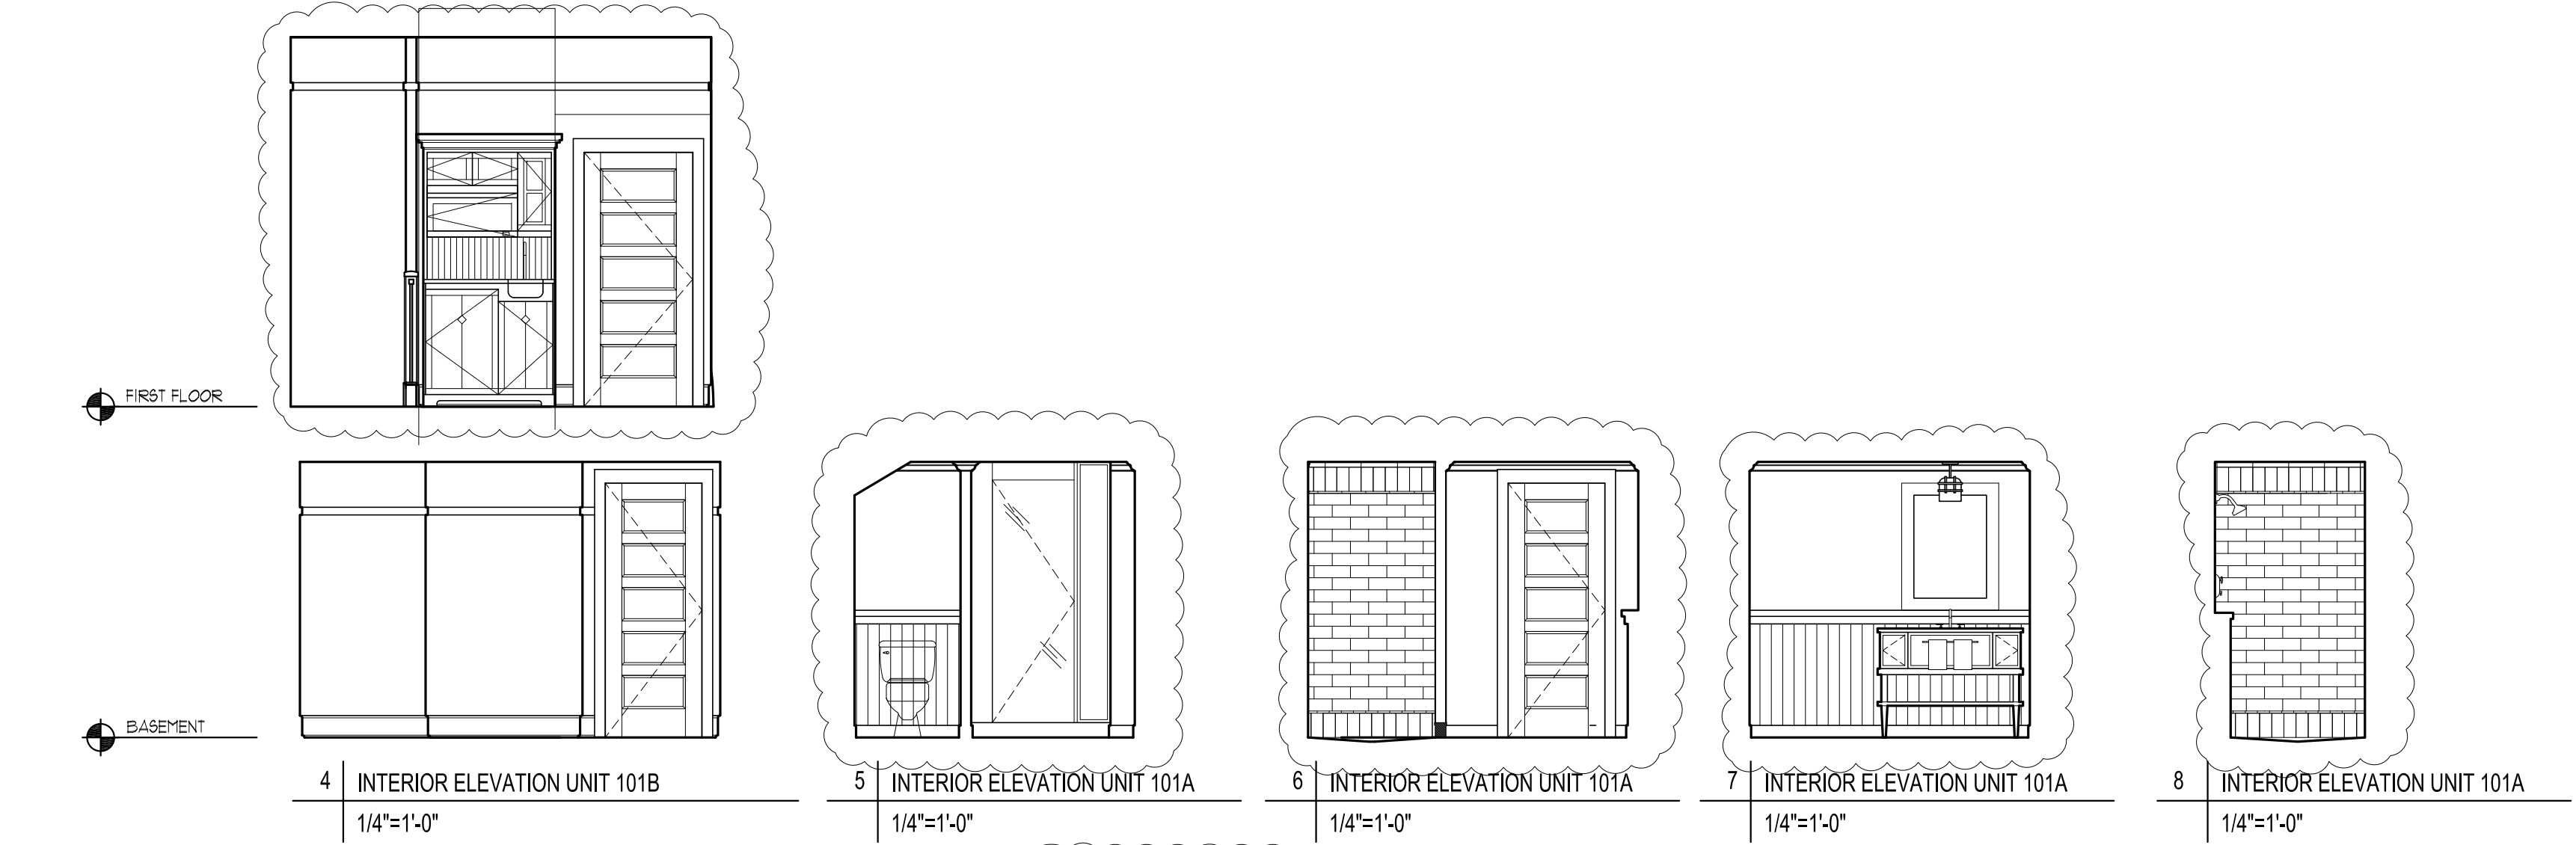 FIRST FLOOR
BASEMENT
4 INTERIOR ELEVATION UNIT 101B
1/4"=1'-0"
5 INTERIOR ELEVATION UNIT 101A
1/4"=1'-0"
6 INTERIOR ELEVATION UNIT 101A
1/4"=1'-0"
7 INTERIOR ELEVATION UNIT 101A
1/4"=1'-0"
8 INTERIOR ELEVATION UNIT 101A
1/4"=1'-0"